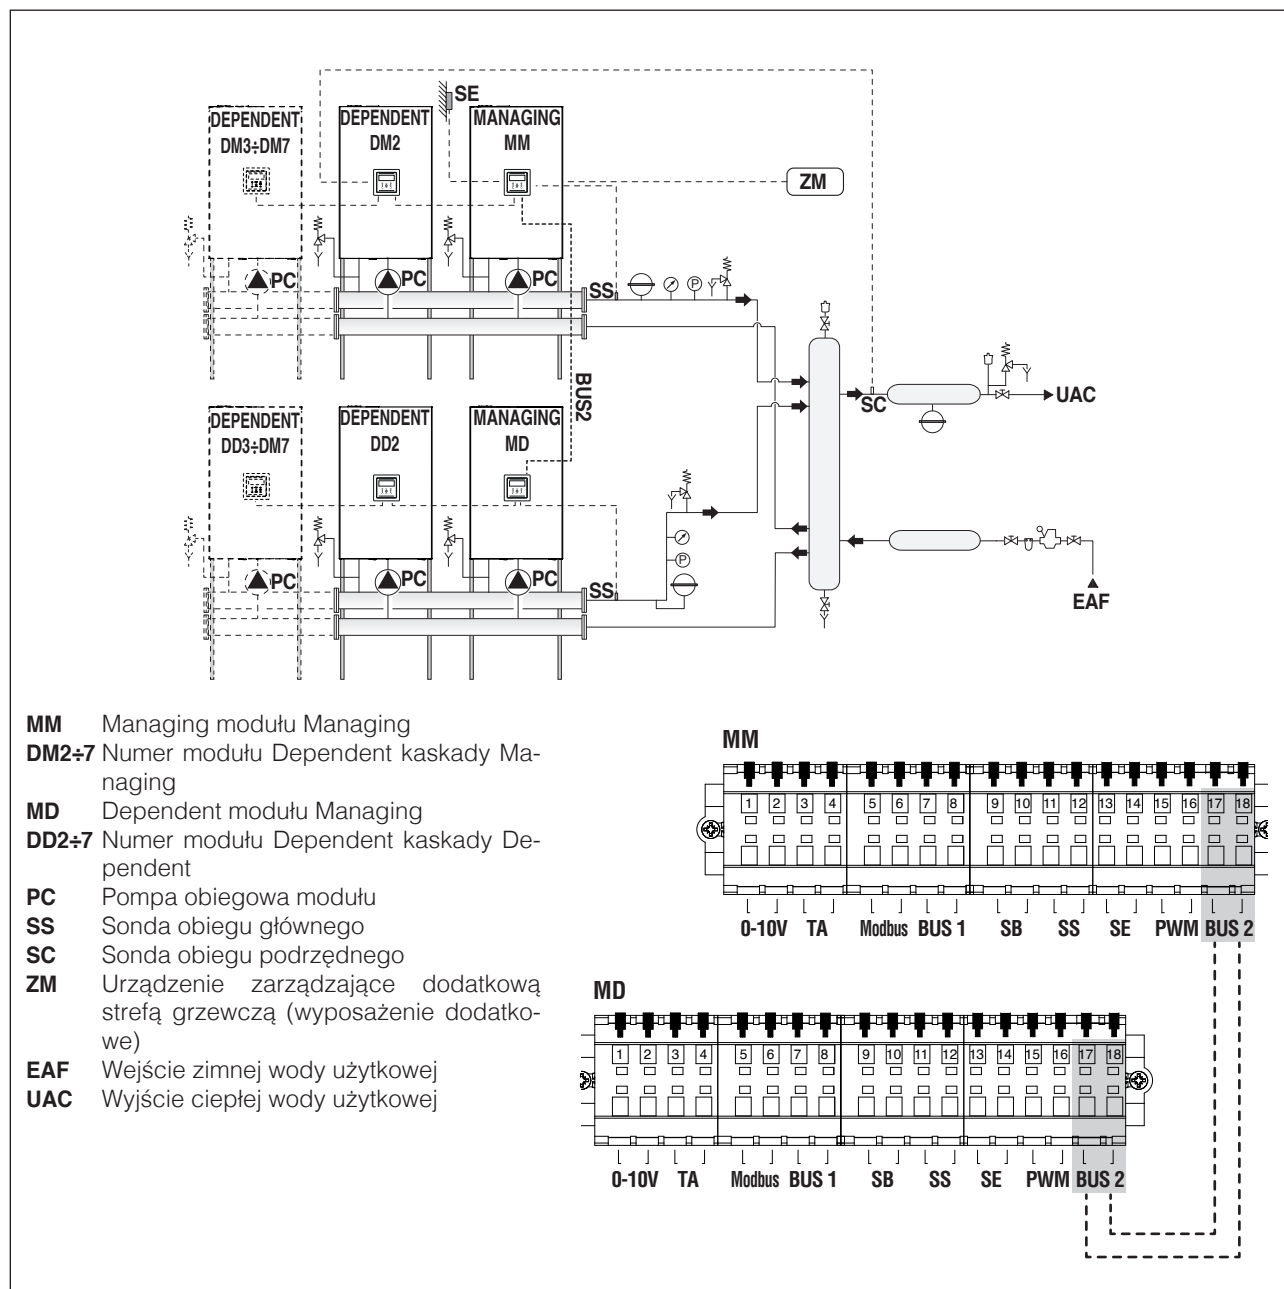 SE
DEPENDENT
DM3÷DM7
DEPENDENT
DM2
MANAGING
MM
ZM
PC
PC
PC
SS
P
BUS2
SC
UAC
DEPENDENT
DD3÷DM7
DEPENDENT
DD2
MANAGING
MD
P
PC
PC
PC
SS
EAF
MM Managing modułu Managing
DM2÷7 Numer modułu Dependent kaskady Ma-
naging
MD Dependent modułu Managing
DD2÷7 Numer modułu Dependent kaskady De-
pendent
PC Pompa obiegowa modułu
SS Sonda obiegu głównego
SC Sonda obiegu podrzędnego
ZM Urządzenie zarządzające dodatkową
strefą grzewczą (wyposażenie dodatko-
we)
EAF Wejście zimnej wody użytkowej
UAC Wyjście ciepłej wody użytkowej
MM
1 2 3 4 5 6 7 8 9 10 11 12 13 14 15 16 17 18
0-10V TA Modbus BUS 1 SB SS SE PWM BUS 2
MD
1 2 3 4 5 6 7 8 9 10 11 12 13 14 15 16 17 18
0-10V TA Modbus BUS 1 SB SS SE PWM BUS 2